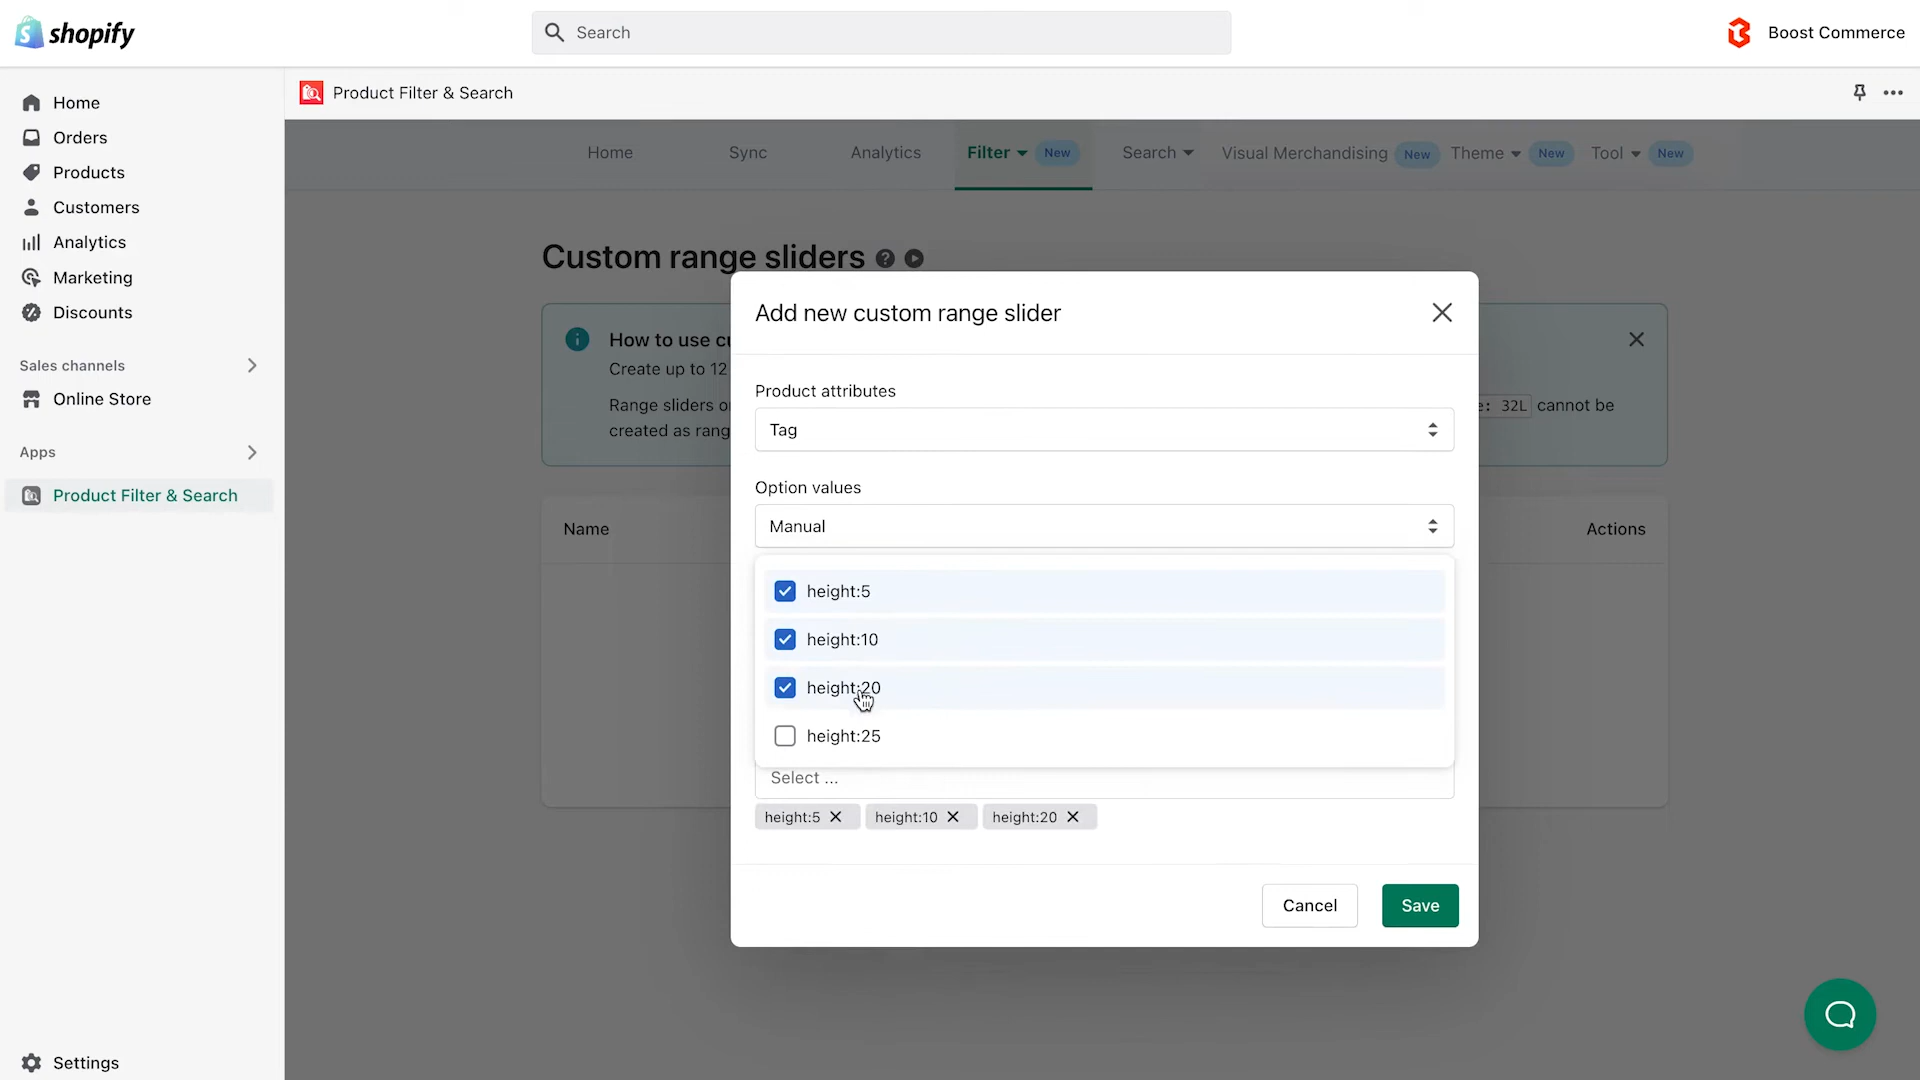 shopify
Search
Boost Commerce
Home
Orders
Products
Customers
Analytics
Marketing
Discounts
Sales channels
Online Store
Apps
Product Filter & Search
Settings
Product Filter & Search
Home Sync Analytics Filter New Search Visual Merchandising New Theme New Tool New
Custom range sliders
How to use
Create up to 12
Range sliders
32L cannot be
created as
Name
Actions
Add new custom range slider
Product attributes
Tag
Option values
Manual
height:5
height:10
height:20
height:25
Select ...
height:5 height:10 height:20
Cancel Save